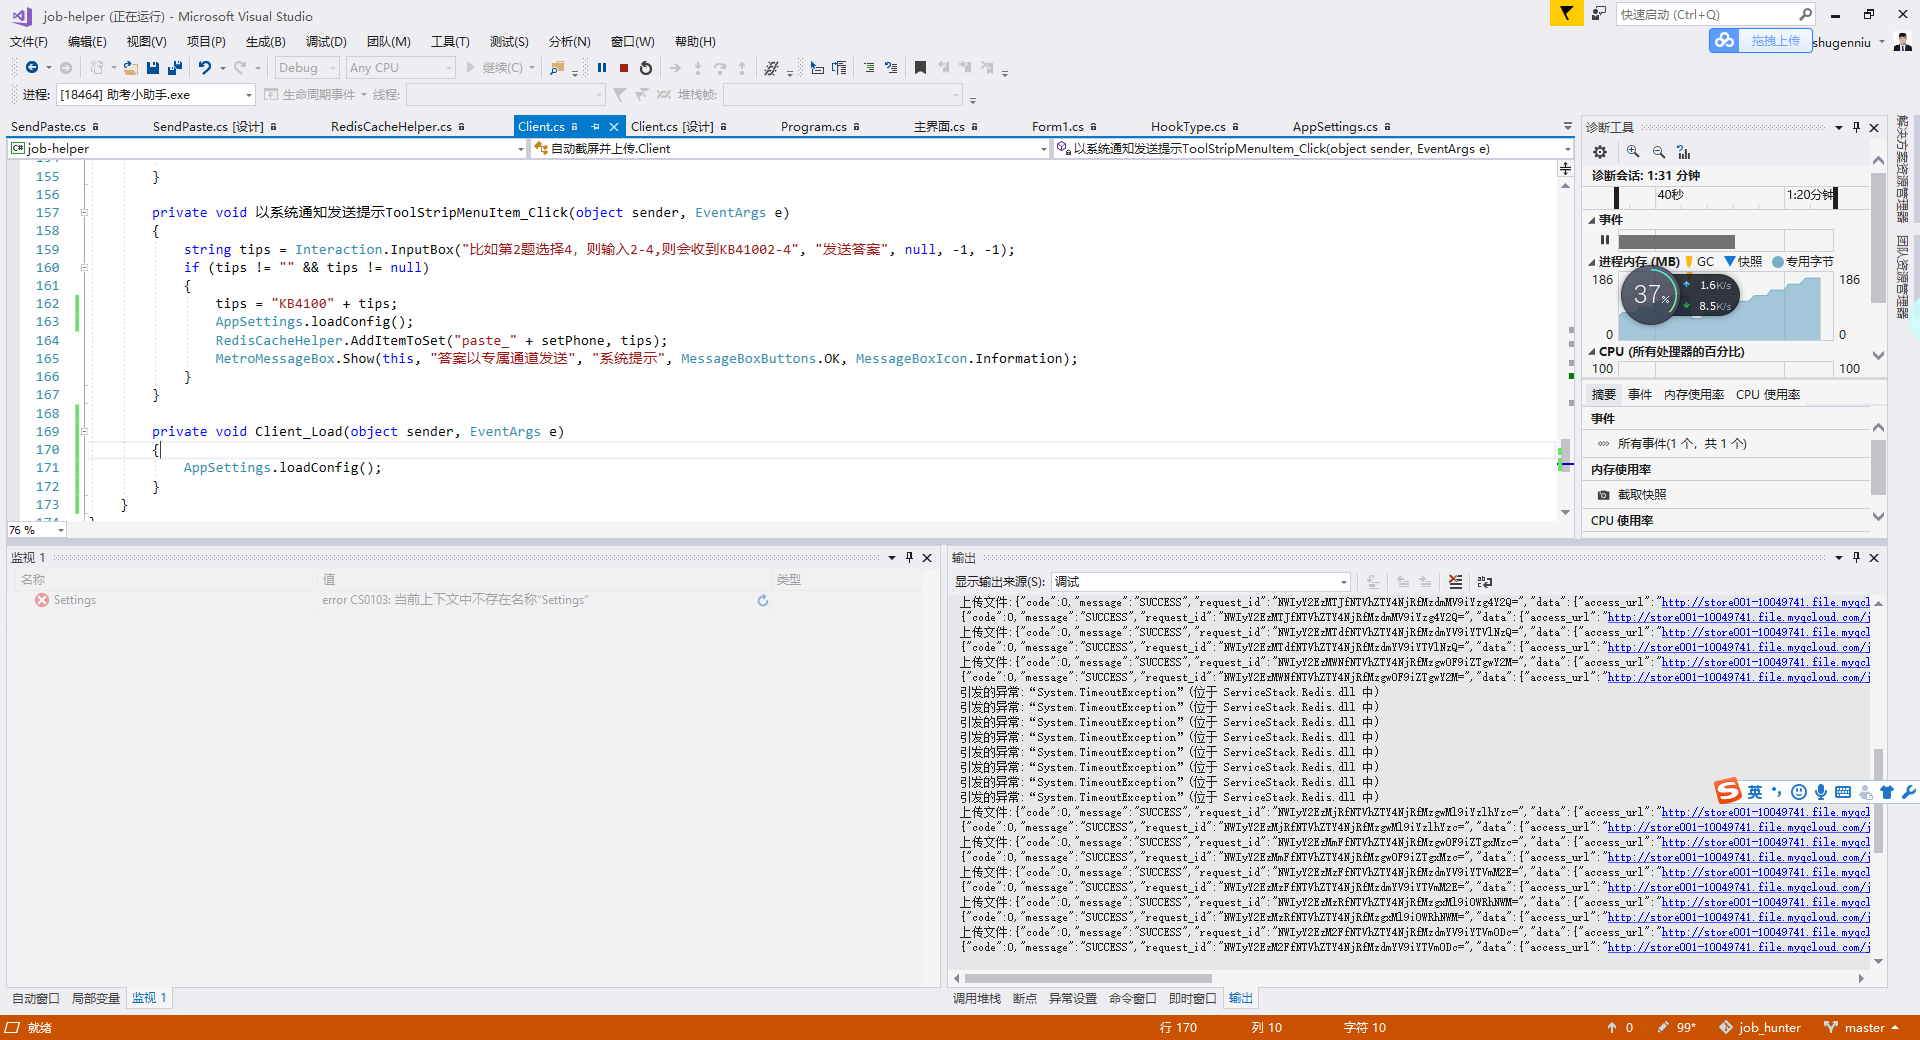 job-helper (正在运行) - Microsoft Visual Studio
快速启动 (Ctrl+Q)
文件(F) 编辑(E) 视图(V) 项目(P) 生成(B) 调试(D) 团队(M) 工具(T) 测试(S) 分析(N) 窗口(W) 帮助(H)
拖拽上传 shugenniu
Debug Any CPU 继续(C)
进程: [18464] 助考小助手.exe 生命周期事件 线程: 堆栈帧:
SendPaste.cs SendPaste.cs [设计] RedisCacheHelper.cs Client.cs Client.cs [设计] Program.cs 主界面.cs Form1.cs HookType.cs AppSettings.cs
job-helper 自动截屏并上传.Client 以系统通知发送提示ToolStripMenuItem_Click(object sender, EventArgs e)
155 }
156
157 private void 以系统通知发送提示ToolStripMenuItem_Click(object sender, EventArgs e)
158 {
159 string tips = Interaction.InputBox("比如第2题选择4, 则输入2-4,则会收到KB41002-4", "发送答案", null, -1, -1);
160 if (tips != "" && tips != null)
161 {
162 tips = "KB4100" + tips;
163 AppSettings.loadConfig();
164 RedisCacheHelper.AddItemToSet("paste_" + setPhone, tips);
165 MetroMessageBox.Show(this, "答案以专属通道发送", "系统提示", MessageBoxButtons.OK, MessageBoxIcon.Information);
166 }
167 }
168
169 private void Client_Load(object sender, EventArgs e)
170 {
171 AppSettings.loadConfig();
172 }
173 }
76 %
诊断工具
诊断会话: 1:31 分钟
40秒 1:20分钟
事件
进程内存 (MB) GC 快照 专用字节
186 186
37% 1.6K/s
8.5K/s
0 0
CPU (所有处理器的百分比)
100 100
摘要 事件 内存使用率 CPU 使用率
事件
所有事件(1 个, 共 1 个)
内存使用率
截取快照
CPU 使用率
解决方案资源管理器
团队资源管理器
监视 1
名称 值 类型
Settings error CS0103: 当前上下文中不存在名称"Settings"
自动窗口 局部变量 监视 1
输出
显示输出来源(S): 调试
上传文件:{"code":0,"message":"SUCCESS","request_id":"NWIyY2EzMTJfNTVhZTY4NjRfMzdmMV9iYzg4Y2Q=","data":{"access_url":"http://store001-10049741.file.myqcl
{"code":0,"message":"SUCCESS","request_id":"NWIyY2EzMTJfNTVhZTY4NjRfMzdmMV9iYzg4Y2Q=","data":{"access_url":"http://store001-10049741.file.myqcloud.com/j
上传文件:{"code":0,"message":"SUCCESS","request_id":"NWIyY2EzMTdfNTVhZTY4NjRfMzdmYV9iYTVlNzQ=","data":{"access_url":"http://store001-10049741.file.myqcl
{"code":0,"message":"SUCCESS","request_id":"NWIyY2EzMTdfNTVhZTY4NjRfMzdmYV9iYTVlNzQ=","data":{"access_url":"http://store001-10049741.file.myqcloud.com/j
上传文件:{"code":0,"message":"SUCCESS","request_id":"NWIyY2EzMWNfNTVhZTY4NjRfMzgwOF9iZTgwY2M=","data":{"access_url":"http://store001-10049741.file.myqcl
{"code":0,"message":"SUCCESS","request_id":"NWIyY2EzMWNfNTVhZTY4NjRfMzgwOF9iZTgwY2M=","data":{"access_url":"http://store001-10049741.file.myqcloud.com/j
引发的异常:“System.TimeoutException”(位于 ServiceStack.Redis.dll 中)
引发的异常:“System.TimeoutException”(位于 ServiceStack.Redis.dll 中)
引发的异常:“System.TimeoutException”(位于 ServiceStack.Redis.dll 中)
引发的异常:“System.TimeoutException”(位于 ServiceStack.Redis.dll 中)
引发的异常:“System.TimeoutException”(位于 ServiceStack.Redis.dll 中)
引发的异常:“System.TimeoutException”(位于 ServiceStack.Redis.dll 中)
引发的异常:“System.TimeoutException”(位于 ServiceStack.Redis.dll 中)
引发的异常:“System.TimeoutException”(位于 ServiceStack.Redis.dll 中)
上传文件:{"code":0,"message":"SUCCESS","request_id":"NWIyY2EzMjRfNTVhZTY4NjRfMzgwMl9iYzlhYzc=","data":{"access_url":"http://store001-10049741.file.myqcl
{"code":0,"message":"SUCCESS","request_id":"NWIyY2EzMjRfNTVhZTY4NjRfMzgwMl9iYzlhYzc=","data":{"access_url":"http://store001-10049741.file.myqcloud.com/j
上传文件:{"code":0,"message":"SUCCESS","request_id":"NWIyY2EzMmFfNTVhZTY4NjRfMzgwOF9iZTgxMzc=","data":{"access_url":"http://store001-10049741.file.myqcl
{"code":0,"message":"SUCCESS","request_id":"NWIyY2EzMmFfNTVhZTY4NjRfMzgwOF9iZTgxMzc=","data":{"access_url":"http://store001-10049741.file.myqcloud.com/j
上传文件:{"code":0,"message":"SUCCESS","request_id":"NWIyY2EzMzFfNTVhZTY4NjRfMzdmYV9iYTVmM2E=","data":{"access_url":"http://store001-10049741.file.myqcl
{"code":0,"message":"SUCCESS","request_id":"NWIyY2EzMzFfNTVhZTY4NjRfMzdmYV9iYTVmM2E=","data":{"access_url":"http://store001-10049741.file.myqcloud.com/j
上传文件:{"code":0,"message":"SUCCESS","request_id":"NWIyY2EzMzRfNTVhZTY4NjRfMzgxMl9iOWRhNWM=","data":{"access_url":"http://store001-10049741.file.myqcl
{"code":0,"message":"SUCCESS","request_id":"NWIyY2EzMzRfNTVhZTY4NjRfMzgxMl9iOWRhNWM=","data":{"access_url":"http://store001-10049741.file.myqcloud.com/j
上传文件:{"code":0,"message":"SUCCESS","request_id":"NWIyY2EzM2FfNTVhZTY4NjRfMzdmYV9iYTVmODc=","data":{"access_url":"http://store001-10049741.file.myqcl
{"code":0,"message":"SUCCESS","request_id":"NWIyY2EzM2FfNTVhZTY4NjRfMzdmYV9iYTVmODc=","data":{"access_url":"http://store001-10049741.file.myqcloud.com/j
英
调用堆栈 断点 异常设置 命令窗口 即时窗口 输出
就绪 行 170 列 10 字符 10 0 99* job_hunter master